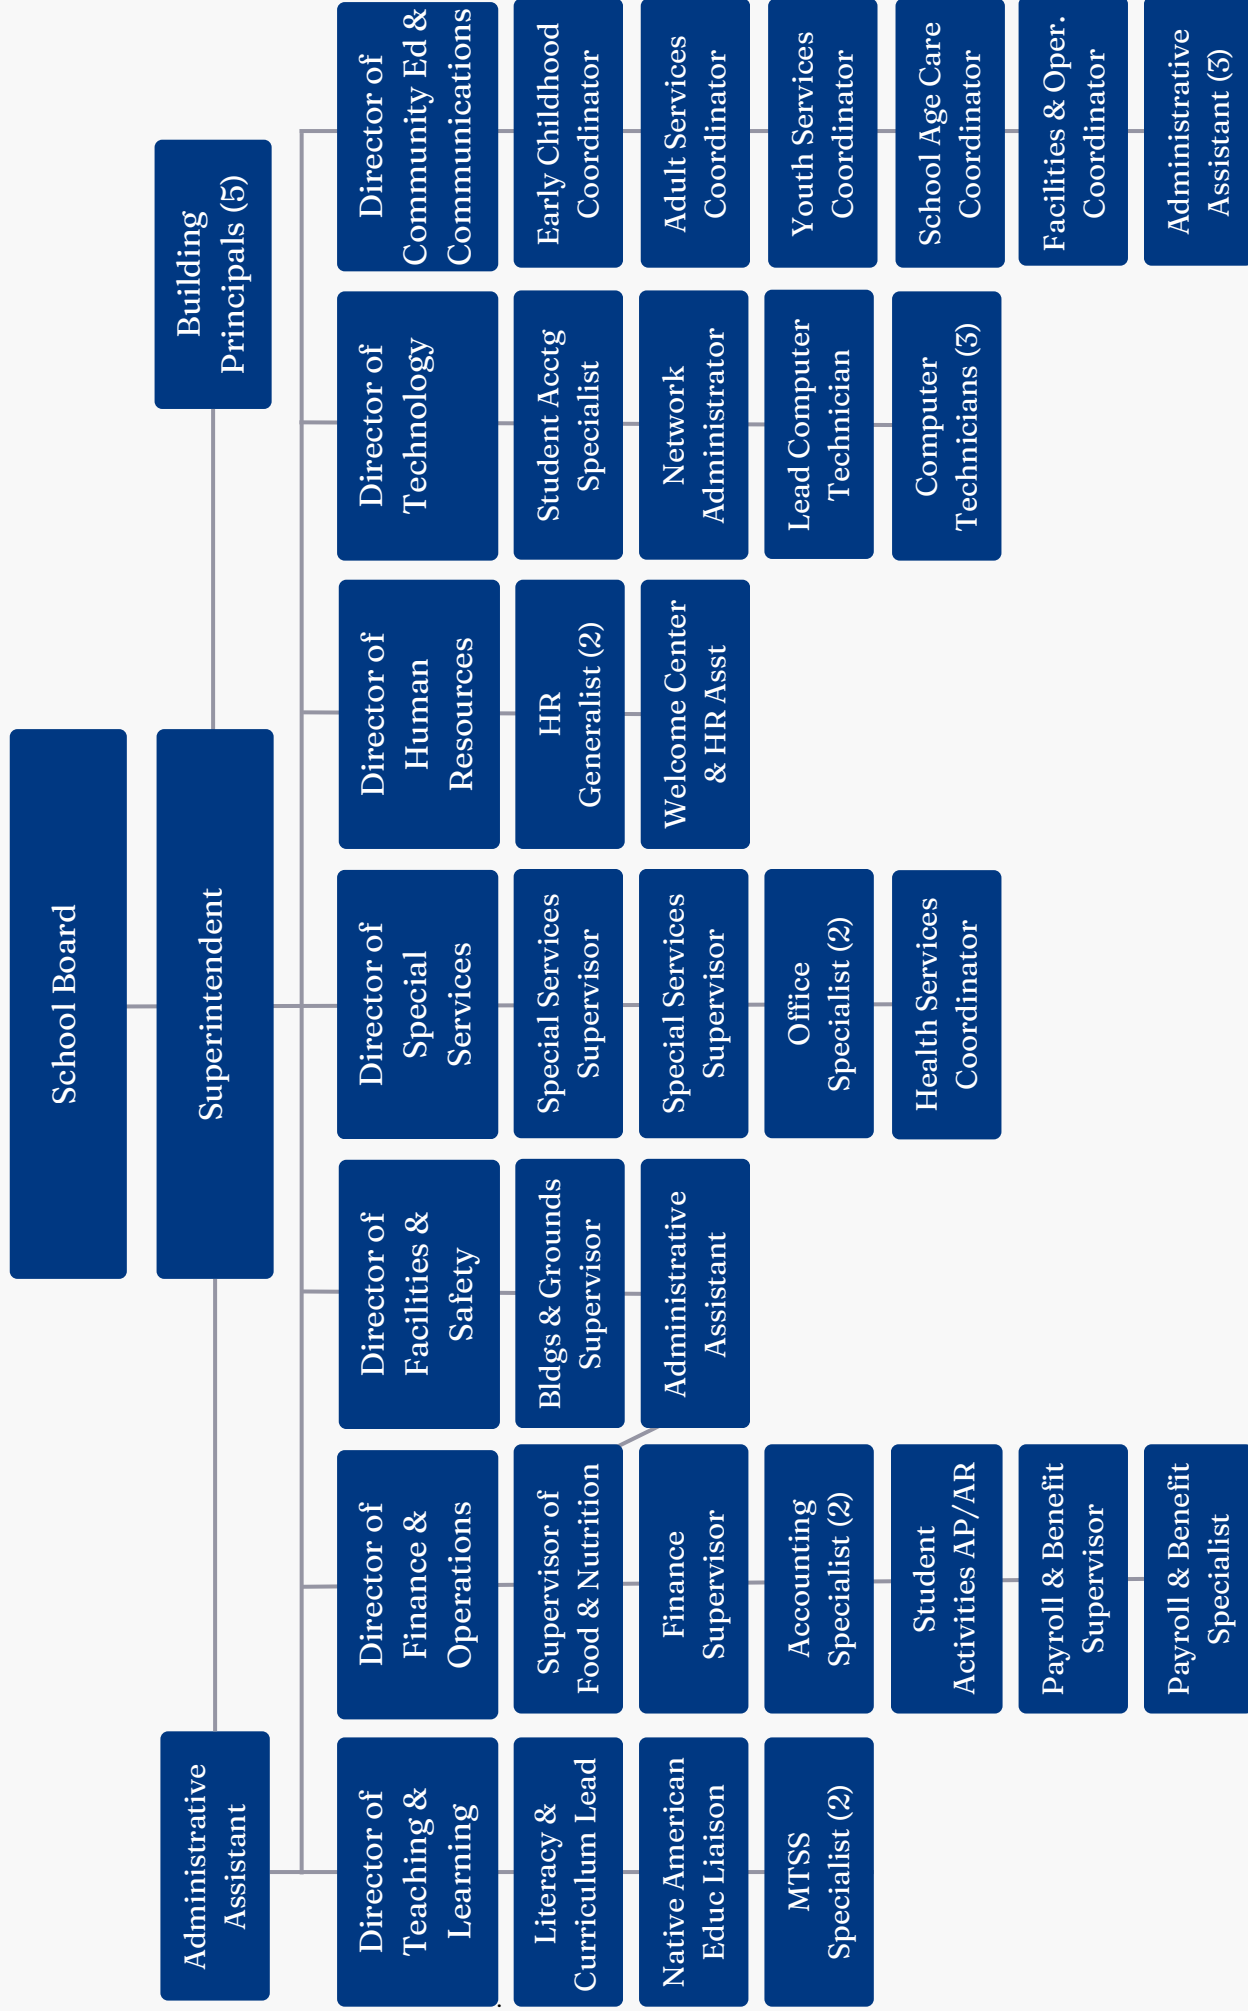 School Board
Administrative
Assistant
Superintendent
Building
Principals (5)
Director of
Teaching &
Learning
Literacy &
Curriculum Lead
Native American
Educ Liaison
MTSS
Specialist (2)
Director of
Finance &
Operations
Supervisor of
Food & Nutrition
Finance
Supervisor
Accounting
Specialist (2)
Student
Activities AP/AR
Payroll & Benefit
Supervisor
Payroll & Benefit
Specialist
Director of
Facilities &
Safety
Bldgs & Grounds
Supervisor
Administrative
Assistant
Director of
Special
Services
Special Services
Supervisor
Special Services
Supervisor
Office
Specialist (2)
Health Services
Coordinator
Director of
Human
Resources
HR
Generalist (2)
Welcome Center
& HR Asst
Director of
Technology
Student Acctg
Specialist
Network
Administrator
Lead Computer
Technician
Computer
Technicians (3)
Director of
Community Ed &
Communications
Early Childhood
Coordinator
Adult Services
Coordinator
Youth Services
Coordinator
School Age Care
Coordinator
Facilities & Oper.
Coordinator
Administrative
Assistant (3)